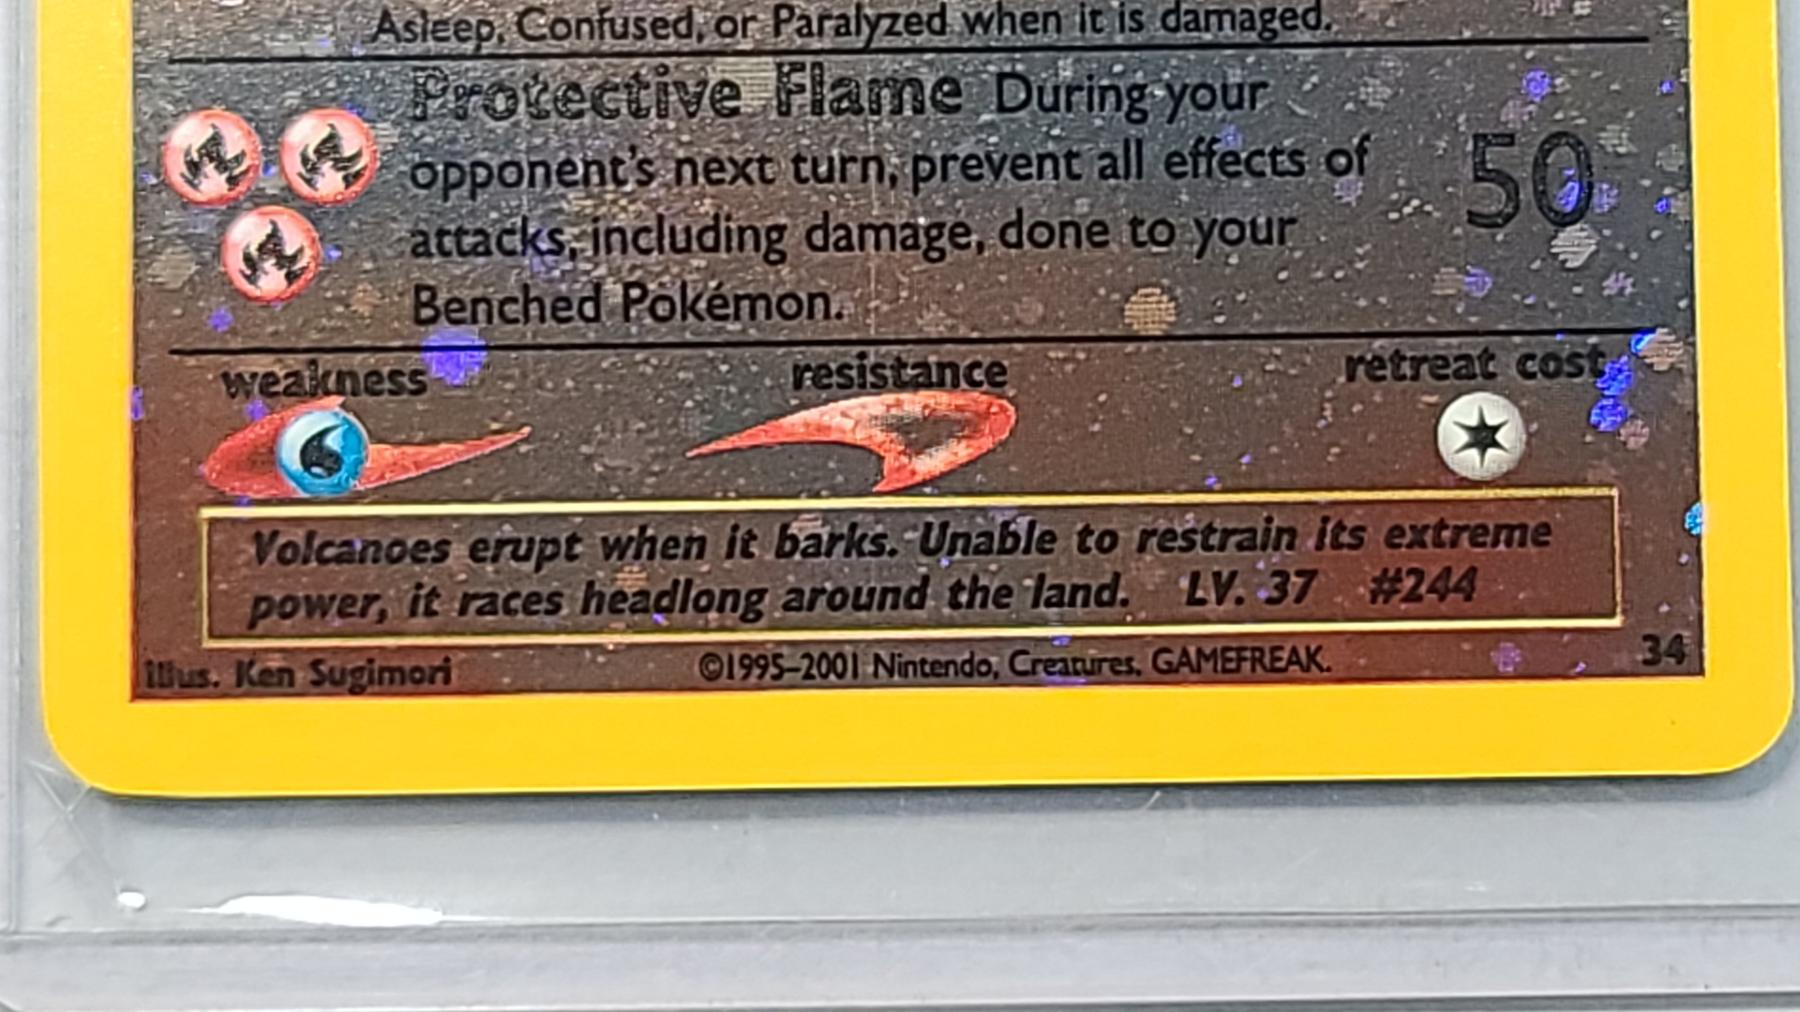 Asleep, Confused, or Paralyzed when it is damaged.
Protective Flame During your
opponent's next turn, prevent all effects of
attacks, including damage, done to your
Benched Pokémon.
50
weakness
resistance
retreat cost
Volcanoes erupt when it barks. Unable to restrain its extreme
power, it races headlong around the land. LV. 37 #244
Illus. Ken Sugimori
©1995–2001 Nintendo, Creatures, GAMEFREAK.
34